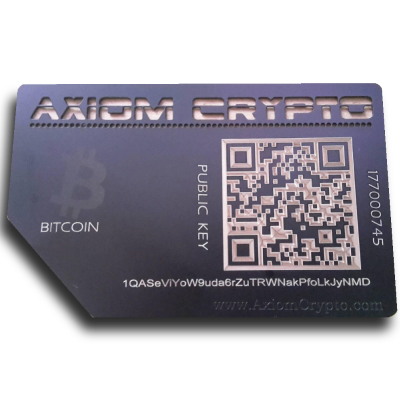 AXIOM CRYPTO
BITCOIN
PUBLIC KEY
177000745
1QASeViYoW9uda6rZuTRWNakPfoLkJyNMD
www.AxiomCrypto.com